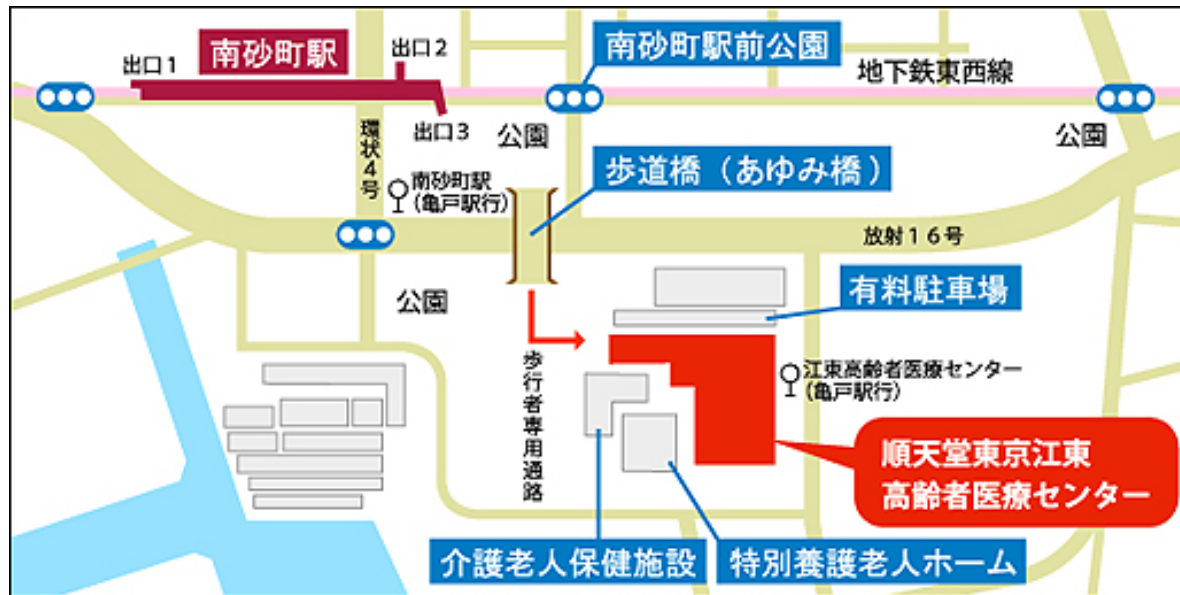 南砂町駅
出口1
出口2
南砂町駅前公園
地下鉄東西線
出口3
環状4号
公園
公園
南砂町駅
(亀戸駅行)
歩道橋（あゆみ橋）
放射16号
公園
有料駐車場
歩行者専用通路
江東高齢者医療センター
(亀戸駅行)
順天堂東京江東
高齢者医療センター
介護老人保健施設
特別養護老人ホーム